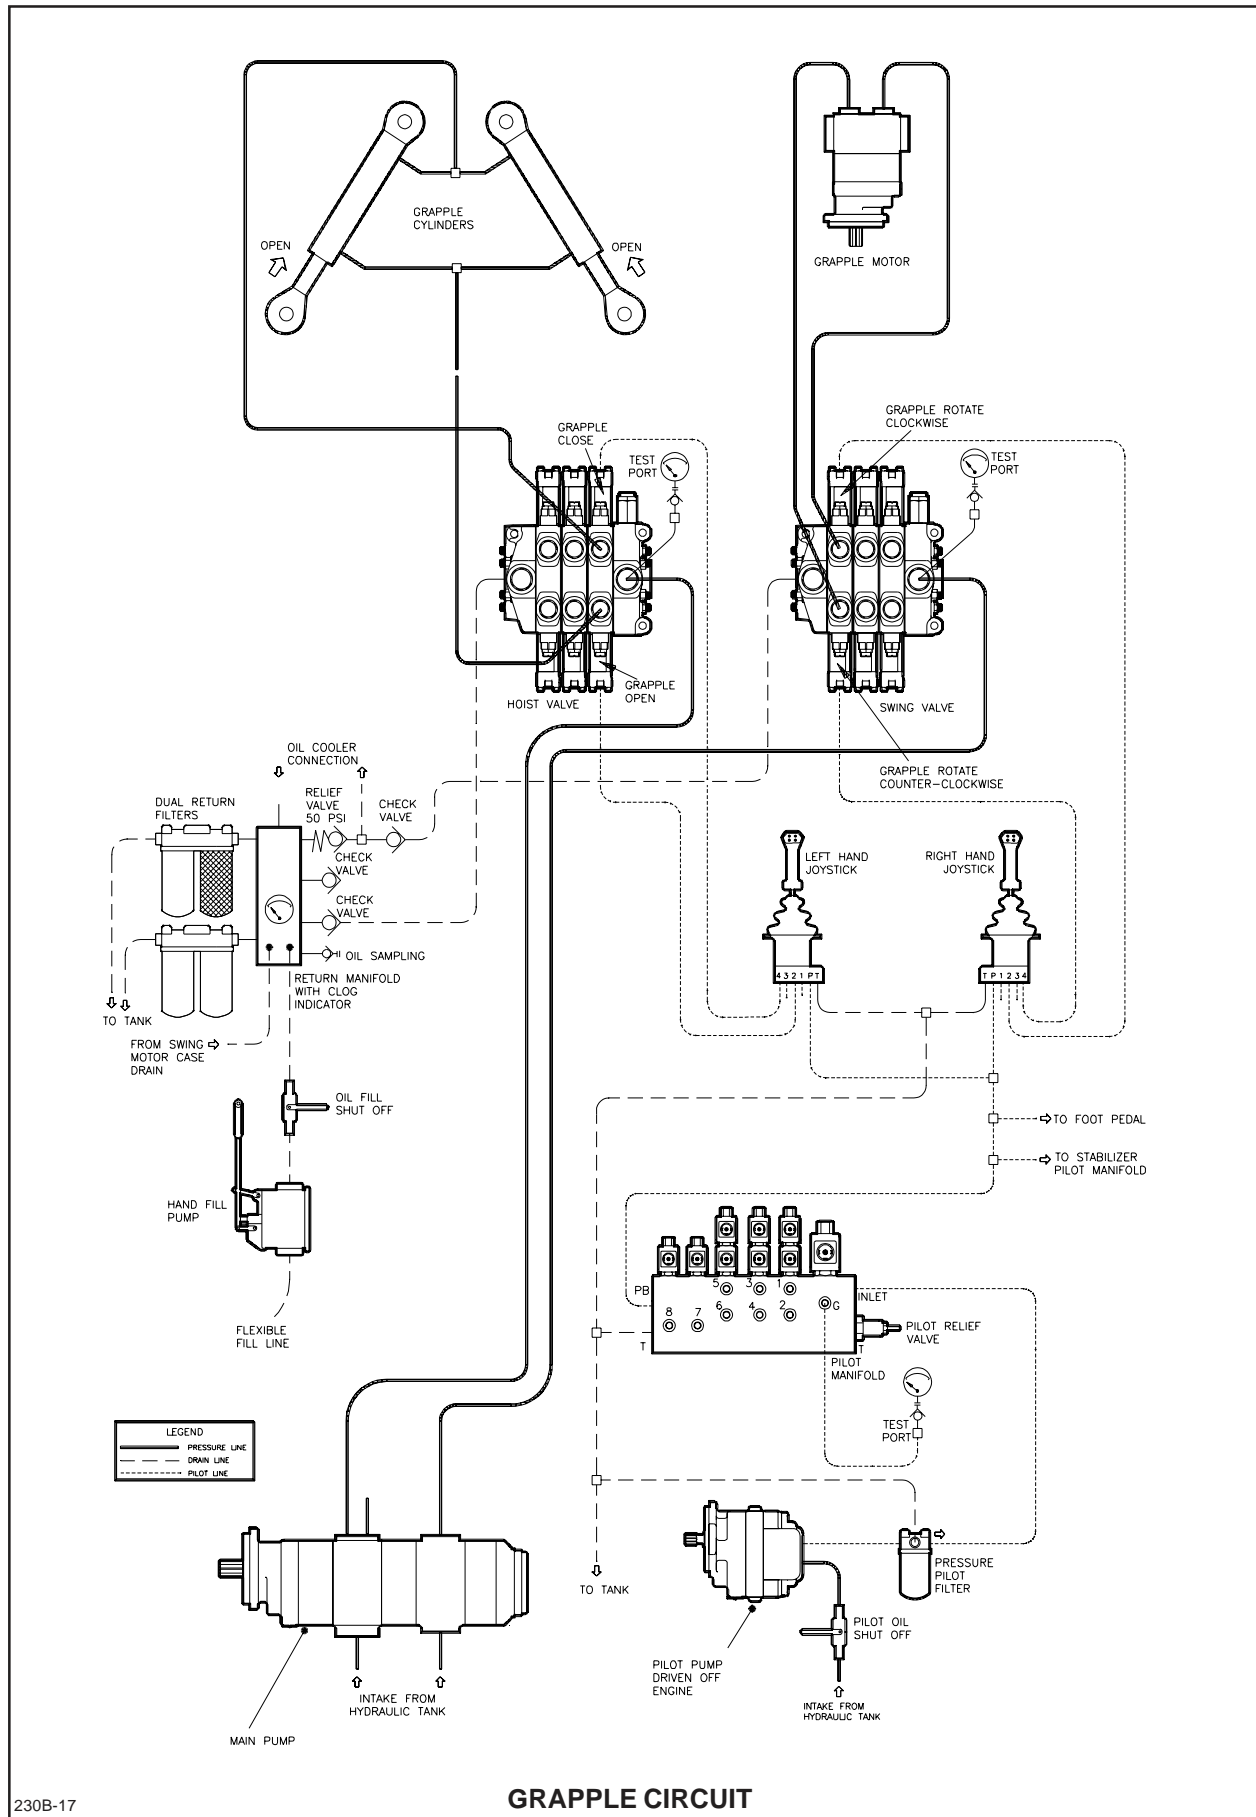 GRAPPLE
CYLINDERS
OPEN
OPEN
GRAPPLE MOTOR
GRAPPLE
CLOSE
TEST
PORT
GRAPPLE ROTATE
CLOCKWISE
TEST
PORT
GRAPPLE
OPEN
HOIST VALVE
SWING VALVE
GRAPPLE ROTATE
COUNTER-CLOCKWISE
OIL COOLER
CONNECTION
DUAL RETURN
FILTERS
RELIEF
VALVE
50 PSI
CHECK
VALVE
CHECK
VALVE
CHECK
VALVE
OIL SAMPLING
RETURN MANIFOLD
WITH CLOG
INDICATOR
TO TANK
FROM SWING
MOTOR CASE
DRAIN
LEFT HAND
JOYSTICK
RIGHT HAND
JOYSTICK
4 3 2 1 P T
T P 1 2 3 4
OIL FILL
SHUT OFF
HAND FILL
PUMP
FLEXIBLE
FILL LINE
TO FOOT PEDAL
TO STABILIZER
PILOT MANIFOLD
PB
5
3
1
INLET
8
7
6
4
2
G
T
T
PILOT RELIEF
VALVE
PILOT
MANIFOLD
TEST
PORT
LEGEND
PRESSURE LINE
DRAIN LINE
PILOT LINE
TO TANK
PRESSURE
PILOT
FILTER
PILOT OIL
SHUT OFF
PILOT PUMP
DRIVEN OFF
ENGINE
INTAKE FROM
HYDRAULIC TANK
INTAKE FROM
HYDRAULIC TANK
MAIN PUMP
230B-17
GRAPPLE CIRCUIT